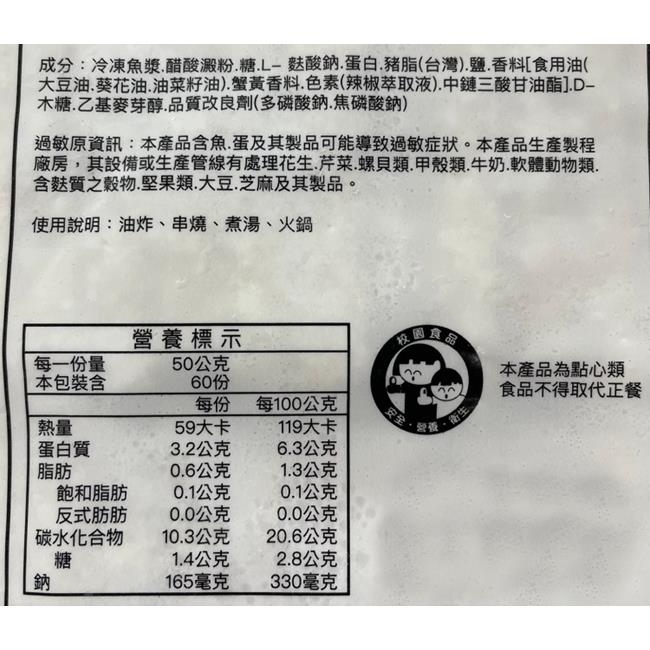 成分：冷凍魚漿.醋酸澱粉.糖.L- 麩酸鈉.蛋白.豬脂(台灣).鹽.香料[食用油(
大豆油.葵花油.油菜籽油).蟹黃香料.色素(辣椒萃取液).中鏈三酸甘油酯].D-
木糖.乙基麥芽醇.品質改良劑(多磷酸鈉.焦磷酸鈉)
過敏原資訊：本產品含魚.蛋及其製品可能導致過敏症狀。本產品生產製程
廠房，其設備或生產管線有處理花生.芹菜.螺貝類.甲殼類.牛奶.軟體動物類.
含麩質之穀物.堅果類.大豆.芝麻及其製品。
使用說明：油炸、串燒、煮湯、火鍋
營養標示
每一份量 50公克
本包裝含 60份
每份 每100公克
熱量 59大卡 119大卡
蛋白質 3.2公克 6.3公克
脂肪 0.6公克 1.3公克
飽和脂肪 0.1公克 0.1公克
反式肪肪 0.0公克 0.0公克
碳水化合物 10.3公克 20.6公克
糖 1.4公克 2.8公克
鈉 165毫克 330毫克
校園食品
安全·營養·衛生
本產品為點心類
食品不得取代正餐